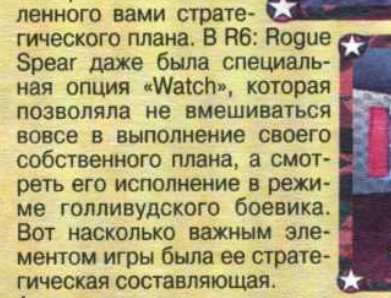 ленного вами страте-
гического плана. В R6: Rogue
Spear даже была специаль-
ная опция «Watch», которая
позволяла не вмешиваться
вовсе в выполнение своего
собственного плана, а смот-
реть его исполнение в режи-
ме голливудского боевика.
Вот насколько важным эле-
ментом игры была ее страте-
гическая составляющая.